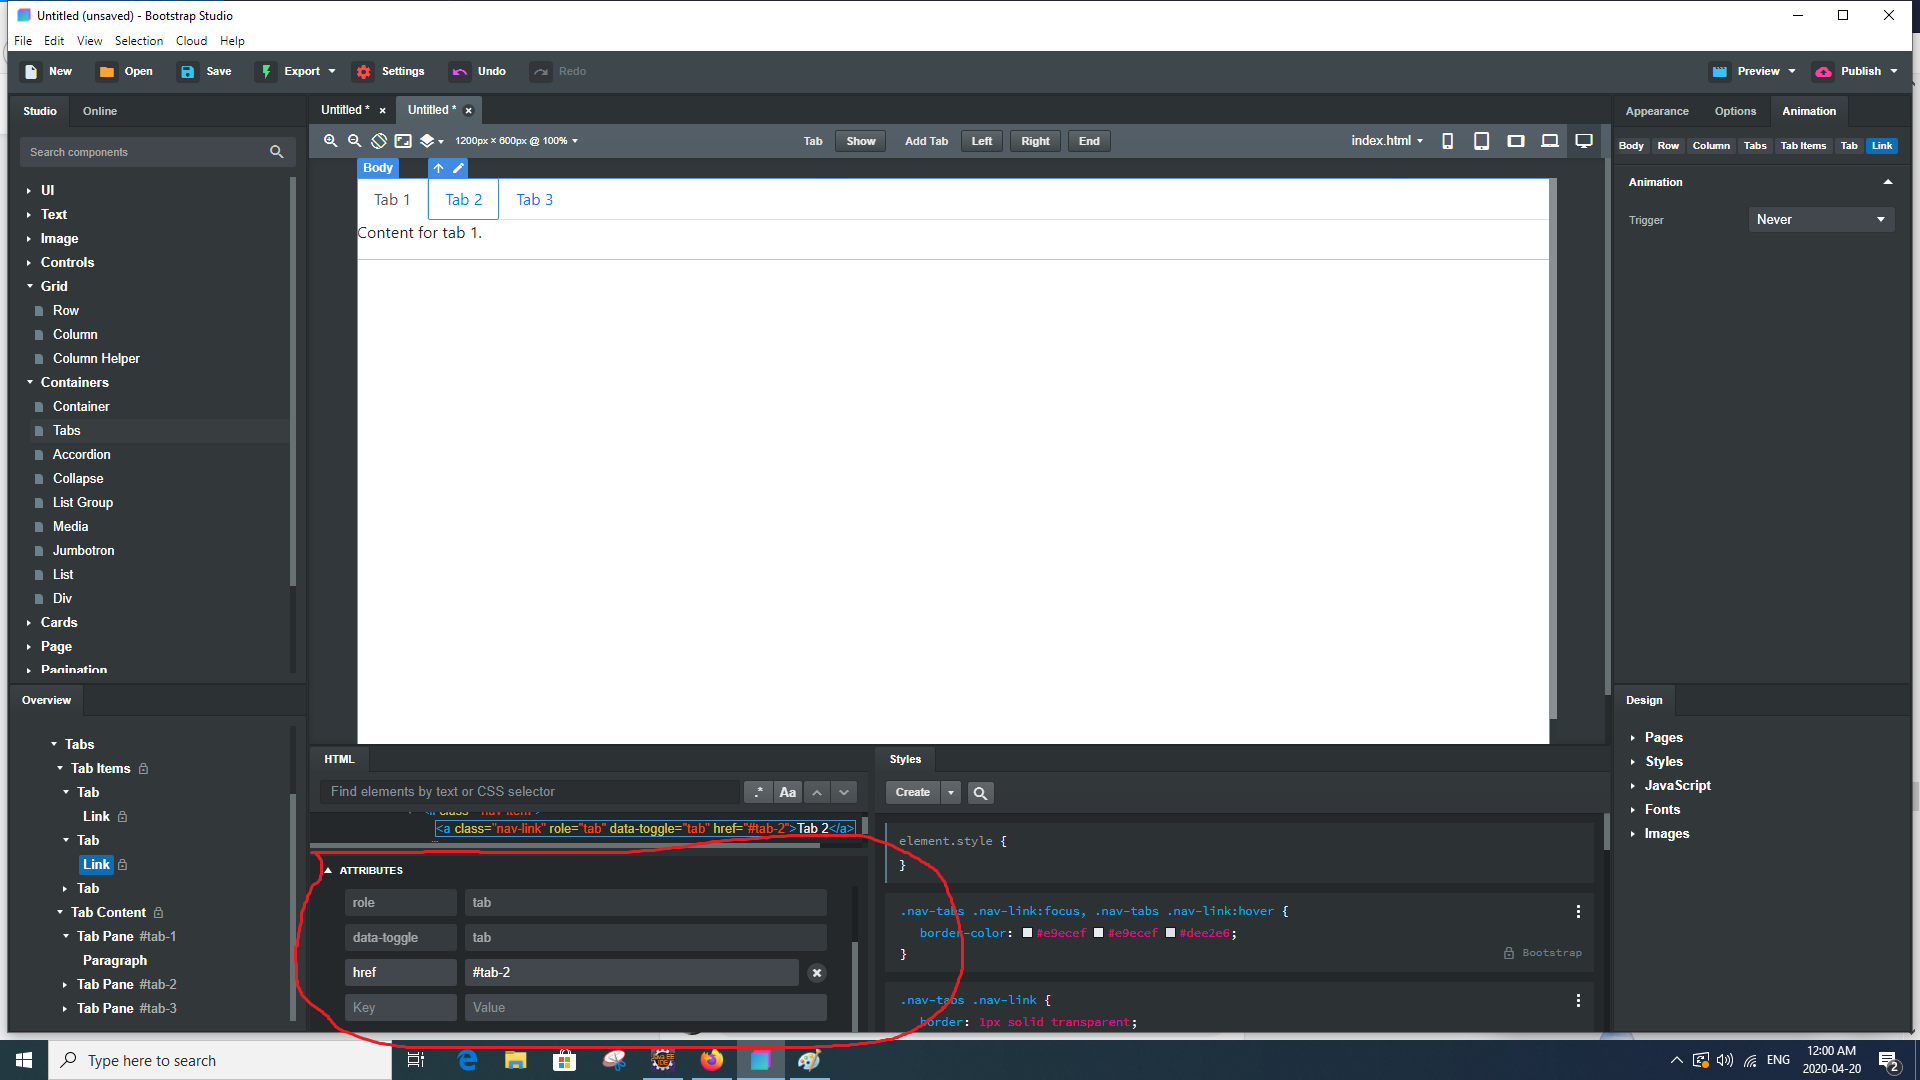 Untitled (unsaved) - Bootstrap Studio
File Edit View Selection Cloud Help
New Open Save Export Settings Undo Redo Preview Publish
Studio Online
Search components
UI
Text
Image
Controls
Grid
Row
Column
Column Helper
Containers
Container
Tabs
Accordion
Collapse
List Group
Media
Jumbotron
List
Div
Cards
Page
Pagination
Overview
Tabs
Tab Items
Tab
Link
Tab
Link
Tab
Tab Content
Tab Pane #tab-1
Paragraph
Tab Pane #tab-2
Tab Pane #tab-3
Untitled * × Untitled * ×
1200px × 600px @ 100% Tab Show Add Tab Left Right End index.html
Body
Tab 1 Tab 2 Tab 3
Content for tab 1.
HTML
Find elements by text or CSS selector .* Aa
<a class="nav-link" role="tab" data-toggle="tab" href="#tab-2">Tab 2</a>
ATTRIBUTES
role tab
data-toggle tab
href #tab-2
Key Value
Styles
Create
element.style {
}
.nav-tabs .nav-link:focus, .nav-tabs .nav-link:hover {
border-color: #e9ecef #e9ecef #dee2e6;
}
Bootstrap
.nav-tabs .nav-link {
border: 1px solid transparent;
Appearance Options Animation
Body Row Column Tabs Tab Items Tab Link
Animation
Trigger Never
Design
Pages
Styles
JavaScript
Fonts
Images
Type here to search
ENG
12:00 AM
2020-04-20
2